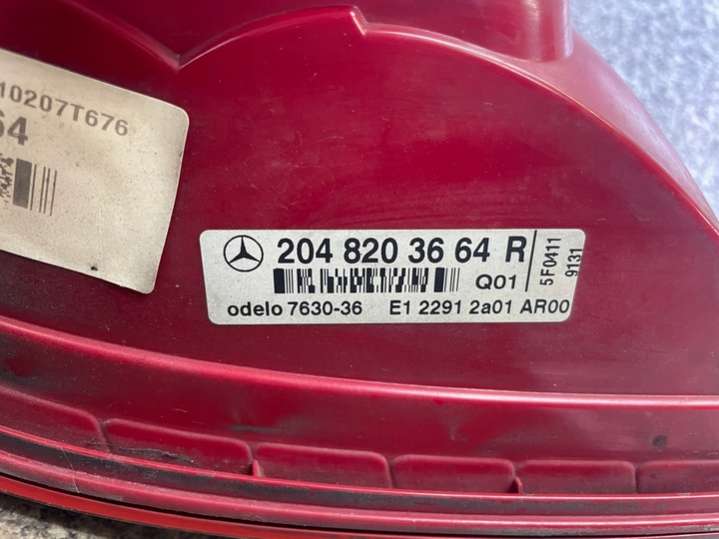 10207T676
64
204 820 36 64 R
Q01
5F0411
9131
odelo 7630-36 E1 2291 2a01 AR00